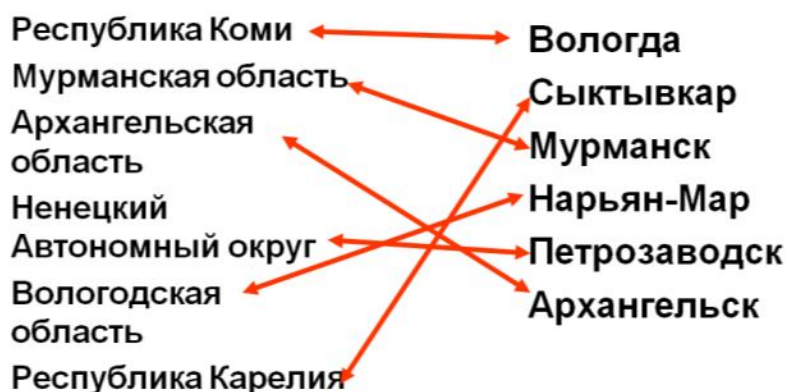 Республика Коми
Мурманская область
Архангельская
область
Ненецкий
Автономный округ
Вологодская
область
Республика Карелия
Вологда
Сыктывкар
Мурманск
Нарьян-Мар
Петрозаводск
Архангельск